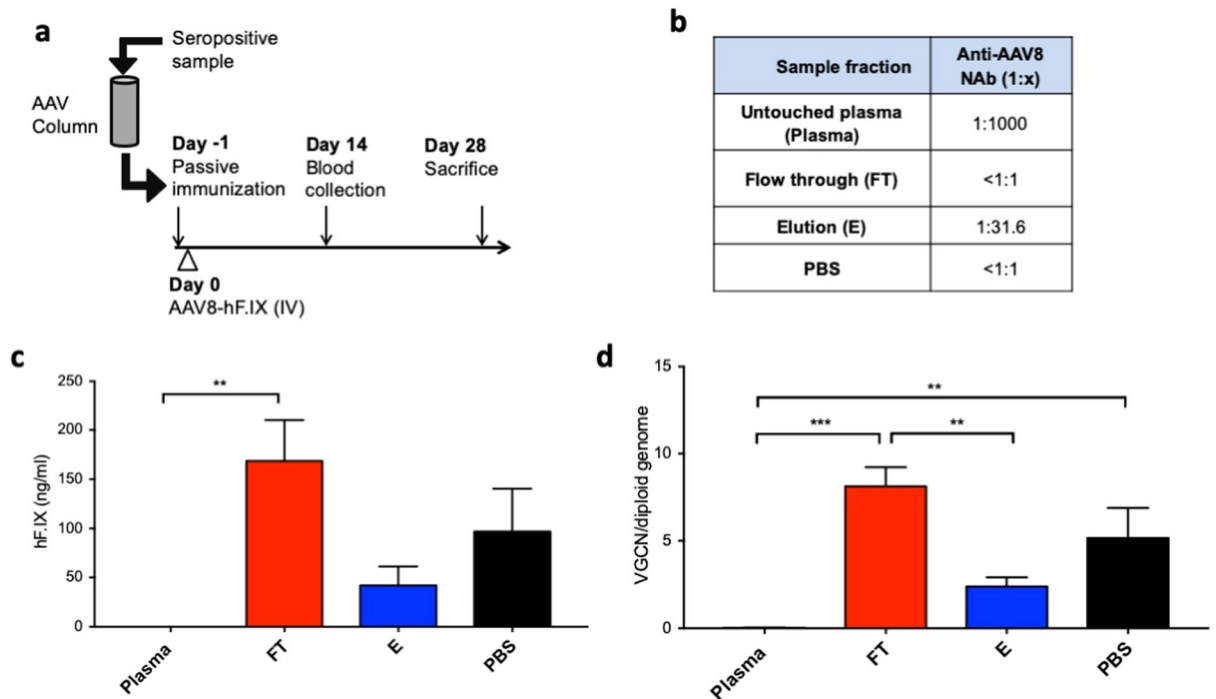 a
Seropositive
sample
AAV
Column
Day -1
Passive
immunization
Day 14
Blood
collection
Day 28
Sacrifice
Day 0
AAV8-hF.IX (IV)
b
Sample fraction
Anti-AAV8
NAb (1:x)
Untouched plasma
(Plasma)
1:1000
Flow through (FT)
<1:1
Elution (E)
1:31.6
PBS
<1:1
c
hF.IX (ng/ml)
250
200
150
100
50
0
**
Plasma
FT
E
PBS
d
VGCN/diploid genome
15
10
5
0
**
***
**
Plasma
FT
E
PBS